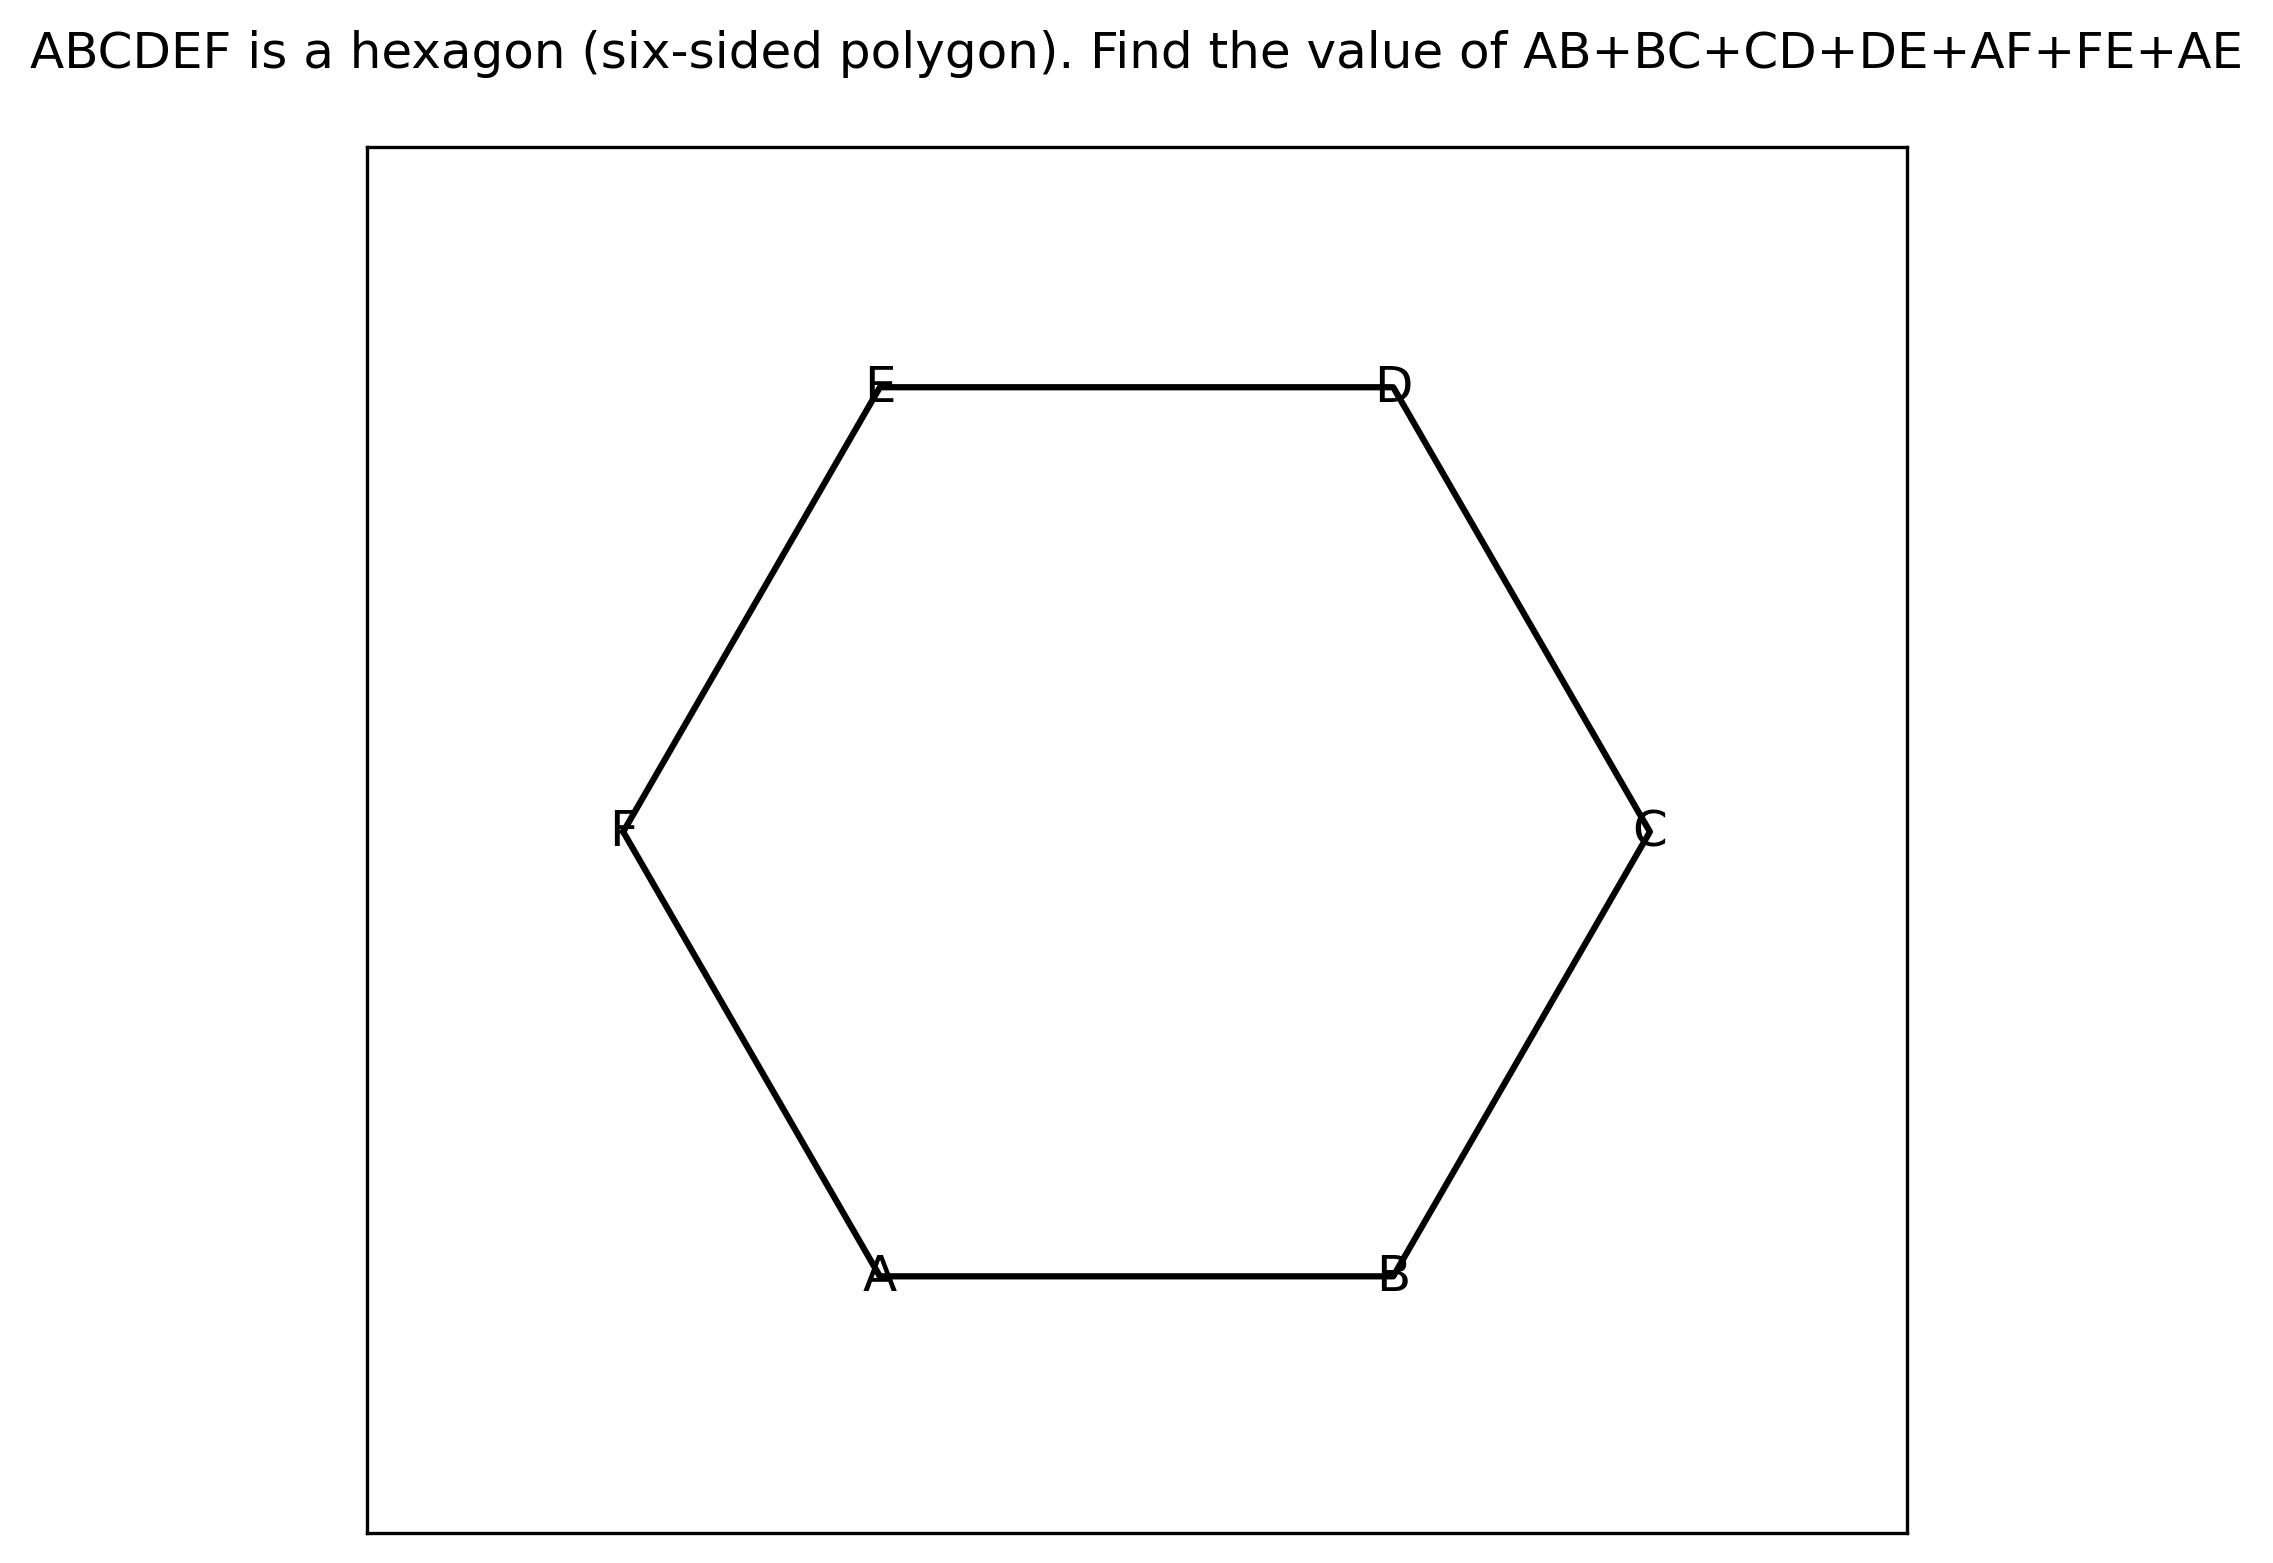 ABCDEF is a hexagon (six-sided polygon). Find the value of AB+BC+CD+DE+AF+FE+AE
E D
F C
A B